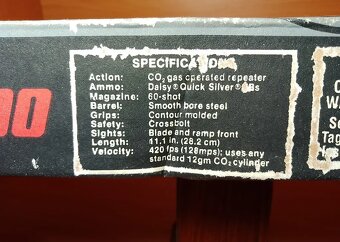 00
SPECIFICATIONS
Action: CO₂ gas operated repeater
Ammo: Daisy® Quick Silver® BBs
Magazine: 60-shot
Barrel: Smooth bore steel
Grips: Contour molded
Safety: Crossbolt
Sights: Blade and ramp front
Length: 11.1 in. (28.2 cm)
Velocity: 420 fps (128mps); uses any
standard 12gm CO₂ cylinder